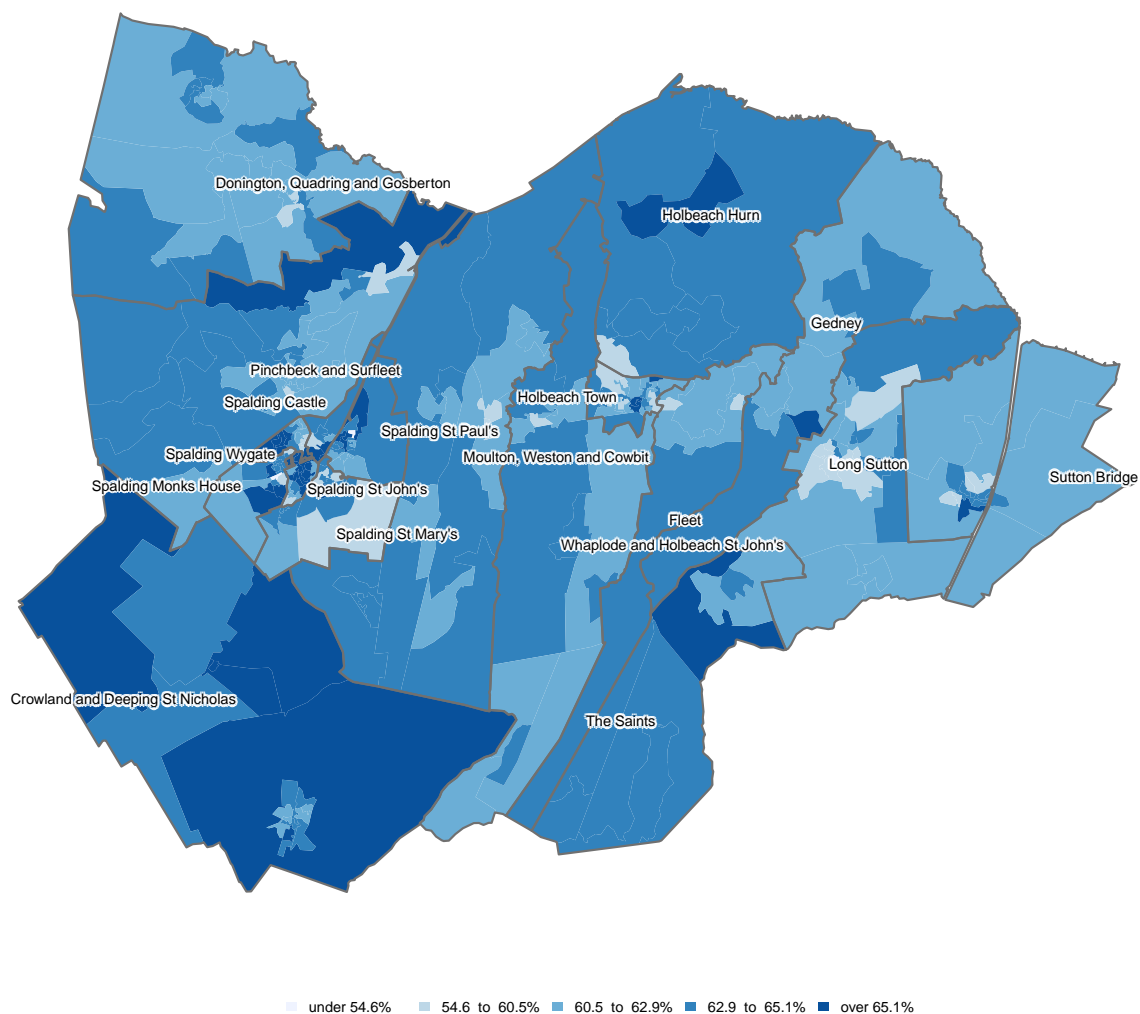 Donington, Quadring and Gosberton
Holbeach Hurn
Gedney
Pinchbeck and Surfleet
Spalding Castle
Holbeach Town
Spalding St Paul's
Spalding Wygate
Moulton, Weston and Cowbit
Long Sutton
Sutton Bridge
Spalding Monks House
Spalding St John's
Fleet
Spalding St Mary's
Whaplode and Holbeach St John's
Crowland and Deeping St Nicholas
The Saints
under 54.6% 54.6 to 60.5% 60.5 to 62.9% 62.9 to 65.1% over 65.1%